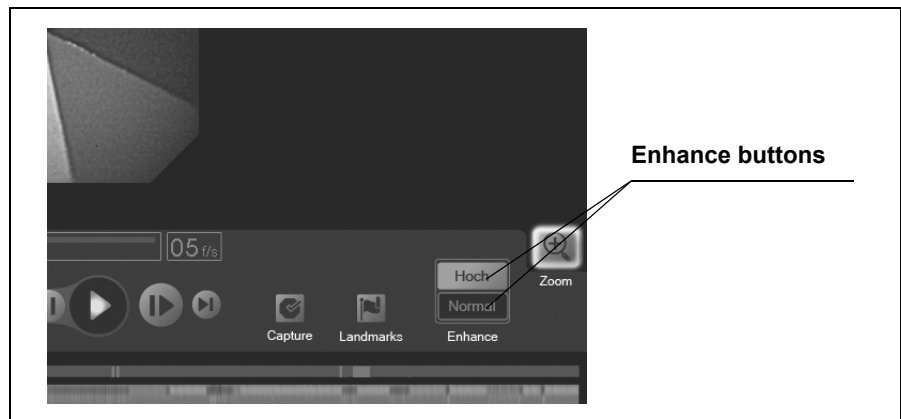 Enhance buttons
05 f/s
Hoch
Normal
Zoom
Capture
Landmarks
Enhance